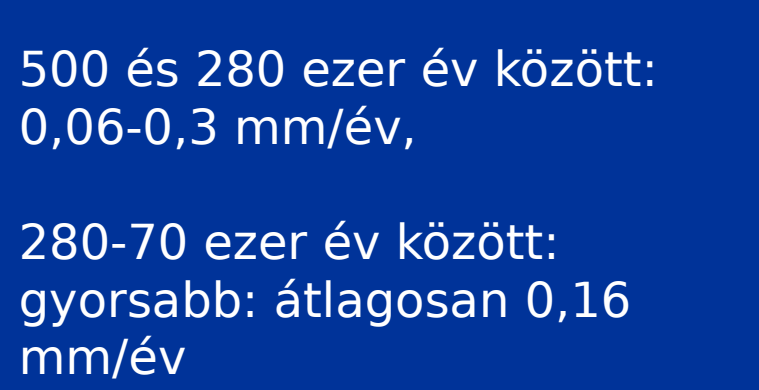 500 és 280 ezer év között:
0,06-0,3 mm/év,
280-70 ezer év között:
gyorsabb: átlagosan 0,16
mm/év